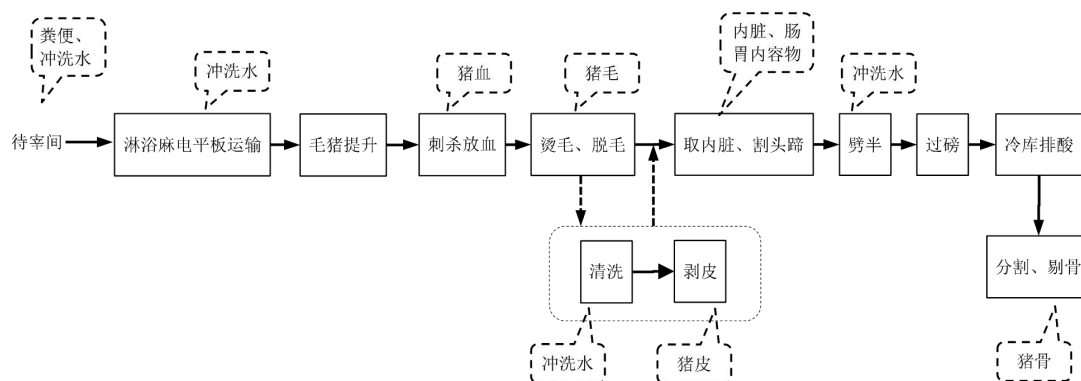 粪便、
冲洗水
冲洗水
猪血
猪毛
内脏、肠
胃内容物
冲洗水
待宰间
淋浴麻电平板运输
毛猪提升
刺杀放血
烫毛、脱毛
取内脏、割头蹄
劈半
过磅
冷库排酸
清洗
剥皮
分割、剔骨
冲洗水
猪皮
猪骨